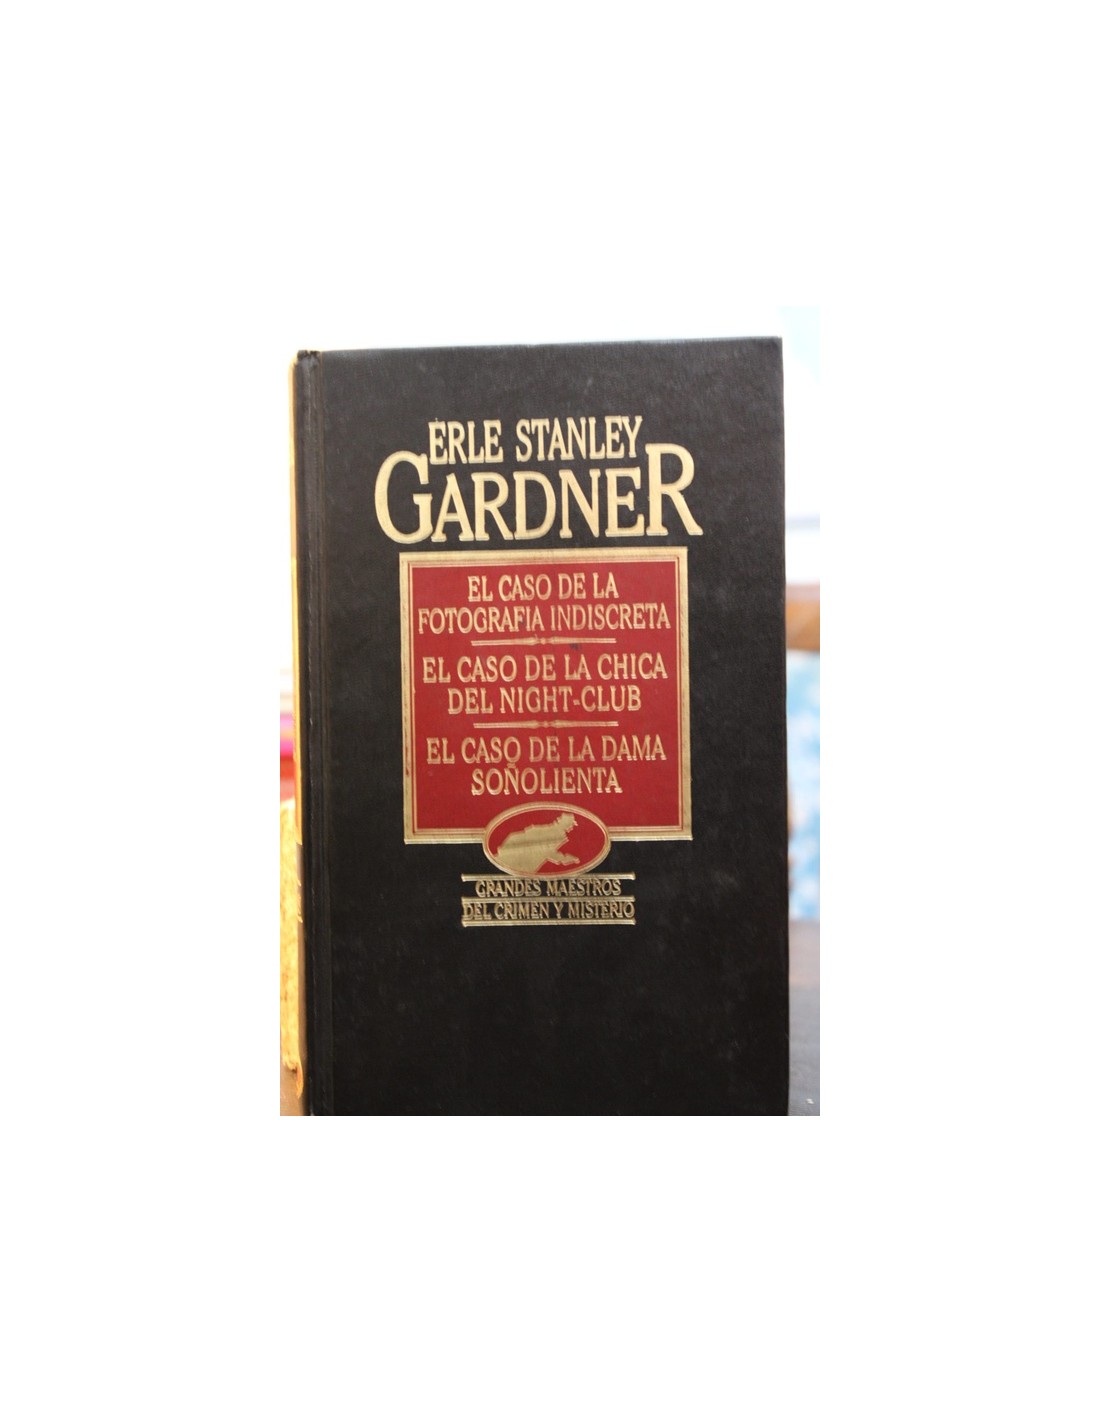 ERLE STANLEY
GARDNER
EL CASO DE LA
FOTOGRAFIA INDISCRETA
EL CASO DE LA CHICA
DEL NIGHT-CLUB
EL CASO DE LA DAMA
SOÑOLIENTA
GRANDES MAESTROS
DEL CRIMEN Y MISTERIO